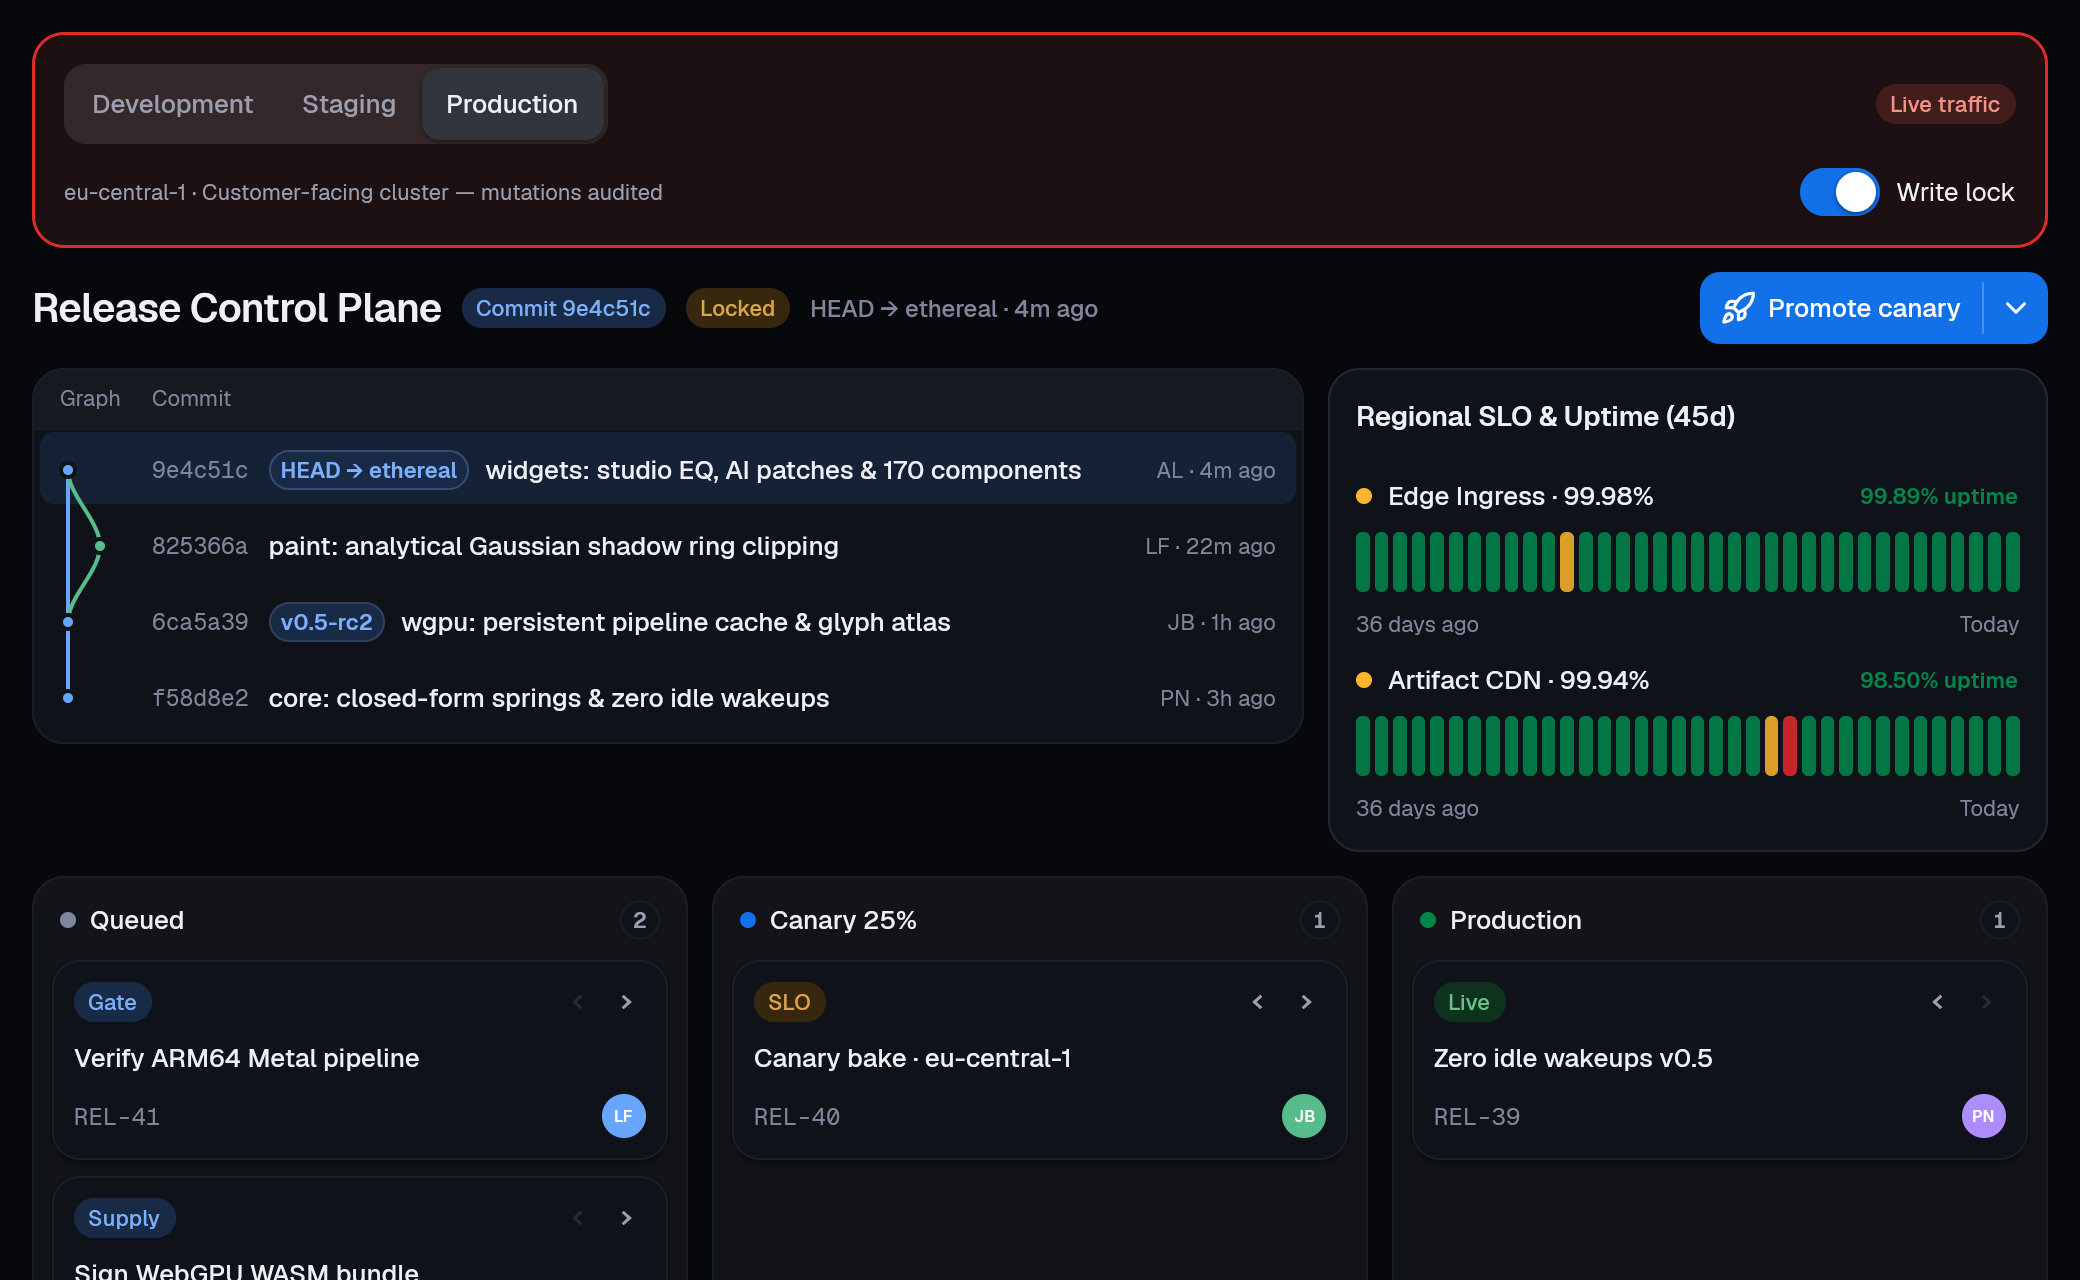 Development Staging Production Live traffic
eu-central-1 · Customer-facing cluster — mutations audited Write lock
Release Control Plane Commit 9e4c51c Locked HEAD → ethereal · 4m ago Promote canary
Graph Commit
9e4c51c HEAD → ethereal widgets: studio EQ, AI patches & 170 components AL · 4m ago
825366a paint: analytical Gaussian shadow ring clipping LF · 22m ago
6ca5a39 v0.5-rc2 wgpu: persistent pipeline cache & glyph atlas JB · 1h ago
f58d8e2 core: closed-form springs & zero idle wakeups PN · 3h ago
Regional SLO & Uptime (45d)
Edge Ingress · 99.98% 99.89% uptime
36 days ago Today
Artifact CDN · 99.94% 98.50% uptime
36 days ago Today
Queued 2
Gate
Verify ARM64 Metal pipeline
REL-41 LF
Supply
Sign WebGPU WASM bundle
Canary 25% 1
SLO
Canary bake · eu-central-1
REL-40 JB
Production 1
Live
Zero idle wakeups v0.5
REL-39 PN